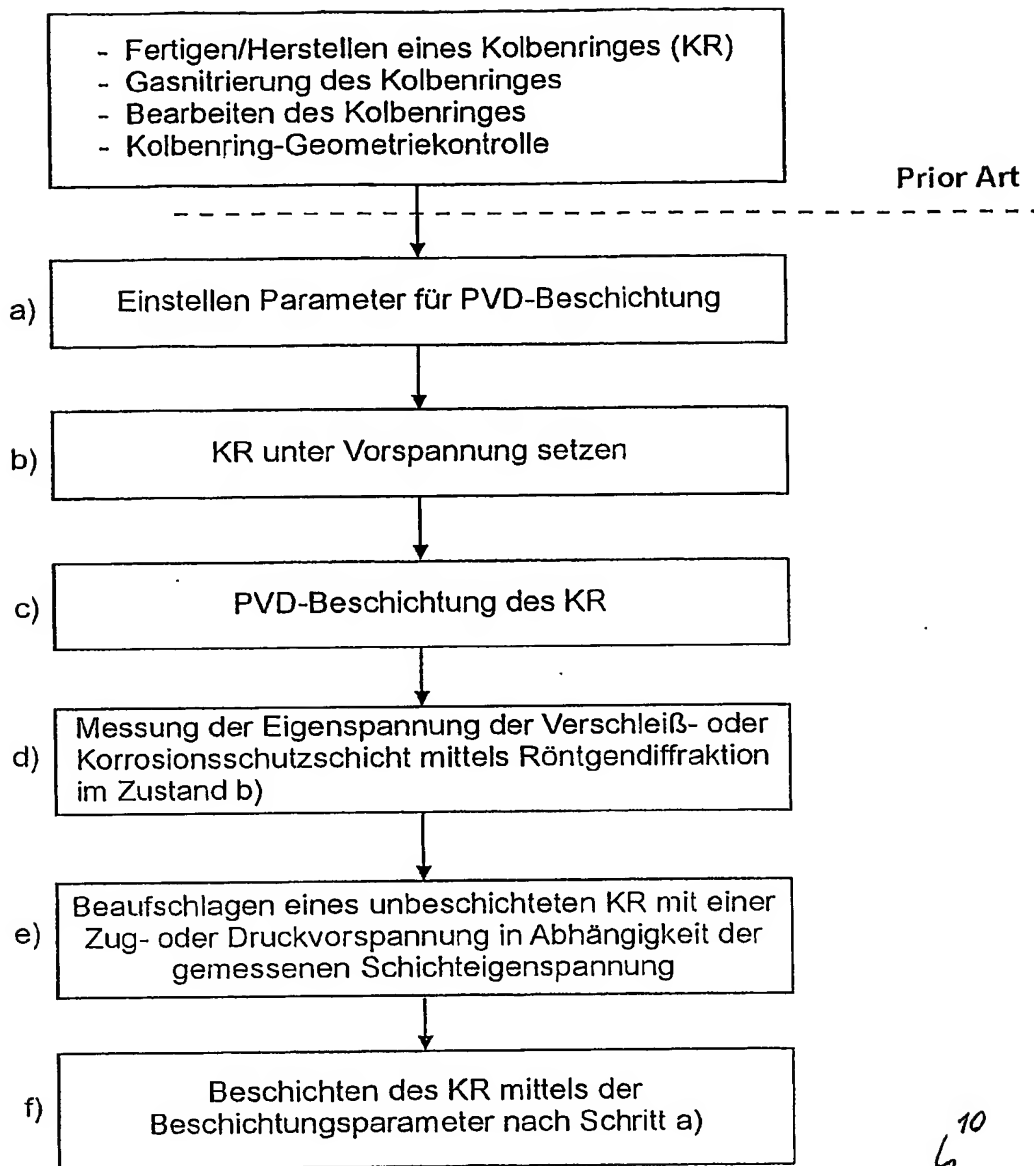 - Fertigen/Herstellen eines Kolbenringes (KR)
- Gasnitrierung des Kolbenringes
- Bearbeiten des Kolbenringes
- Kolbenring-Geometriekontrolle
Prior Art
a) Einstellen Parameter für PVD-Beschichtung
b) KR unter Vorspannung setzen
c) PVD-Beschichtung des KR
Messung der Eigenspannung der Verschleiß- oder
d) Korrosionsschutzschicht mittels Röntgendiffraktion
im Zustand b)
Beaufschlagen eines unbeschichteten KR mit einer
e) Zug- oder Druckvorspannung in Abhängigkeit der
gemessenen Schichteigenspannung
Beschichten des KR mittels der
f) Beschichtungsparameter nach Schritt a)
10